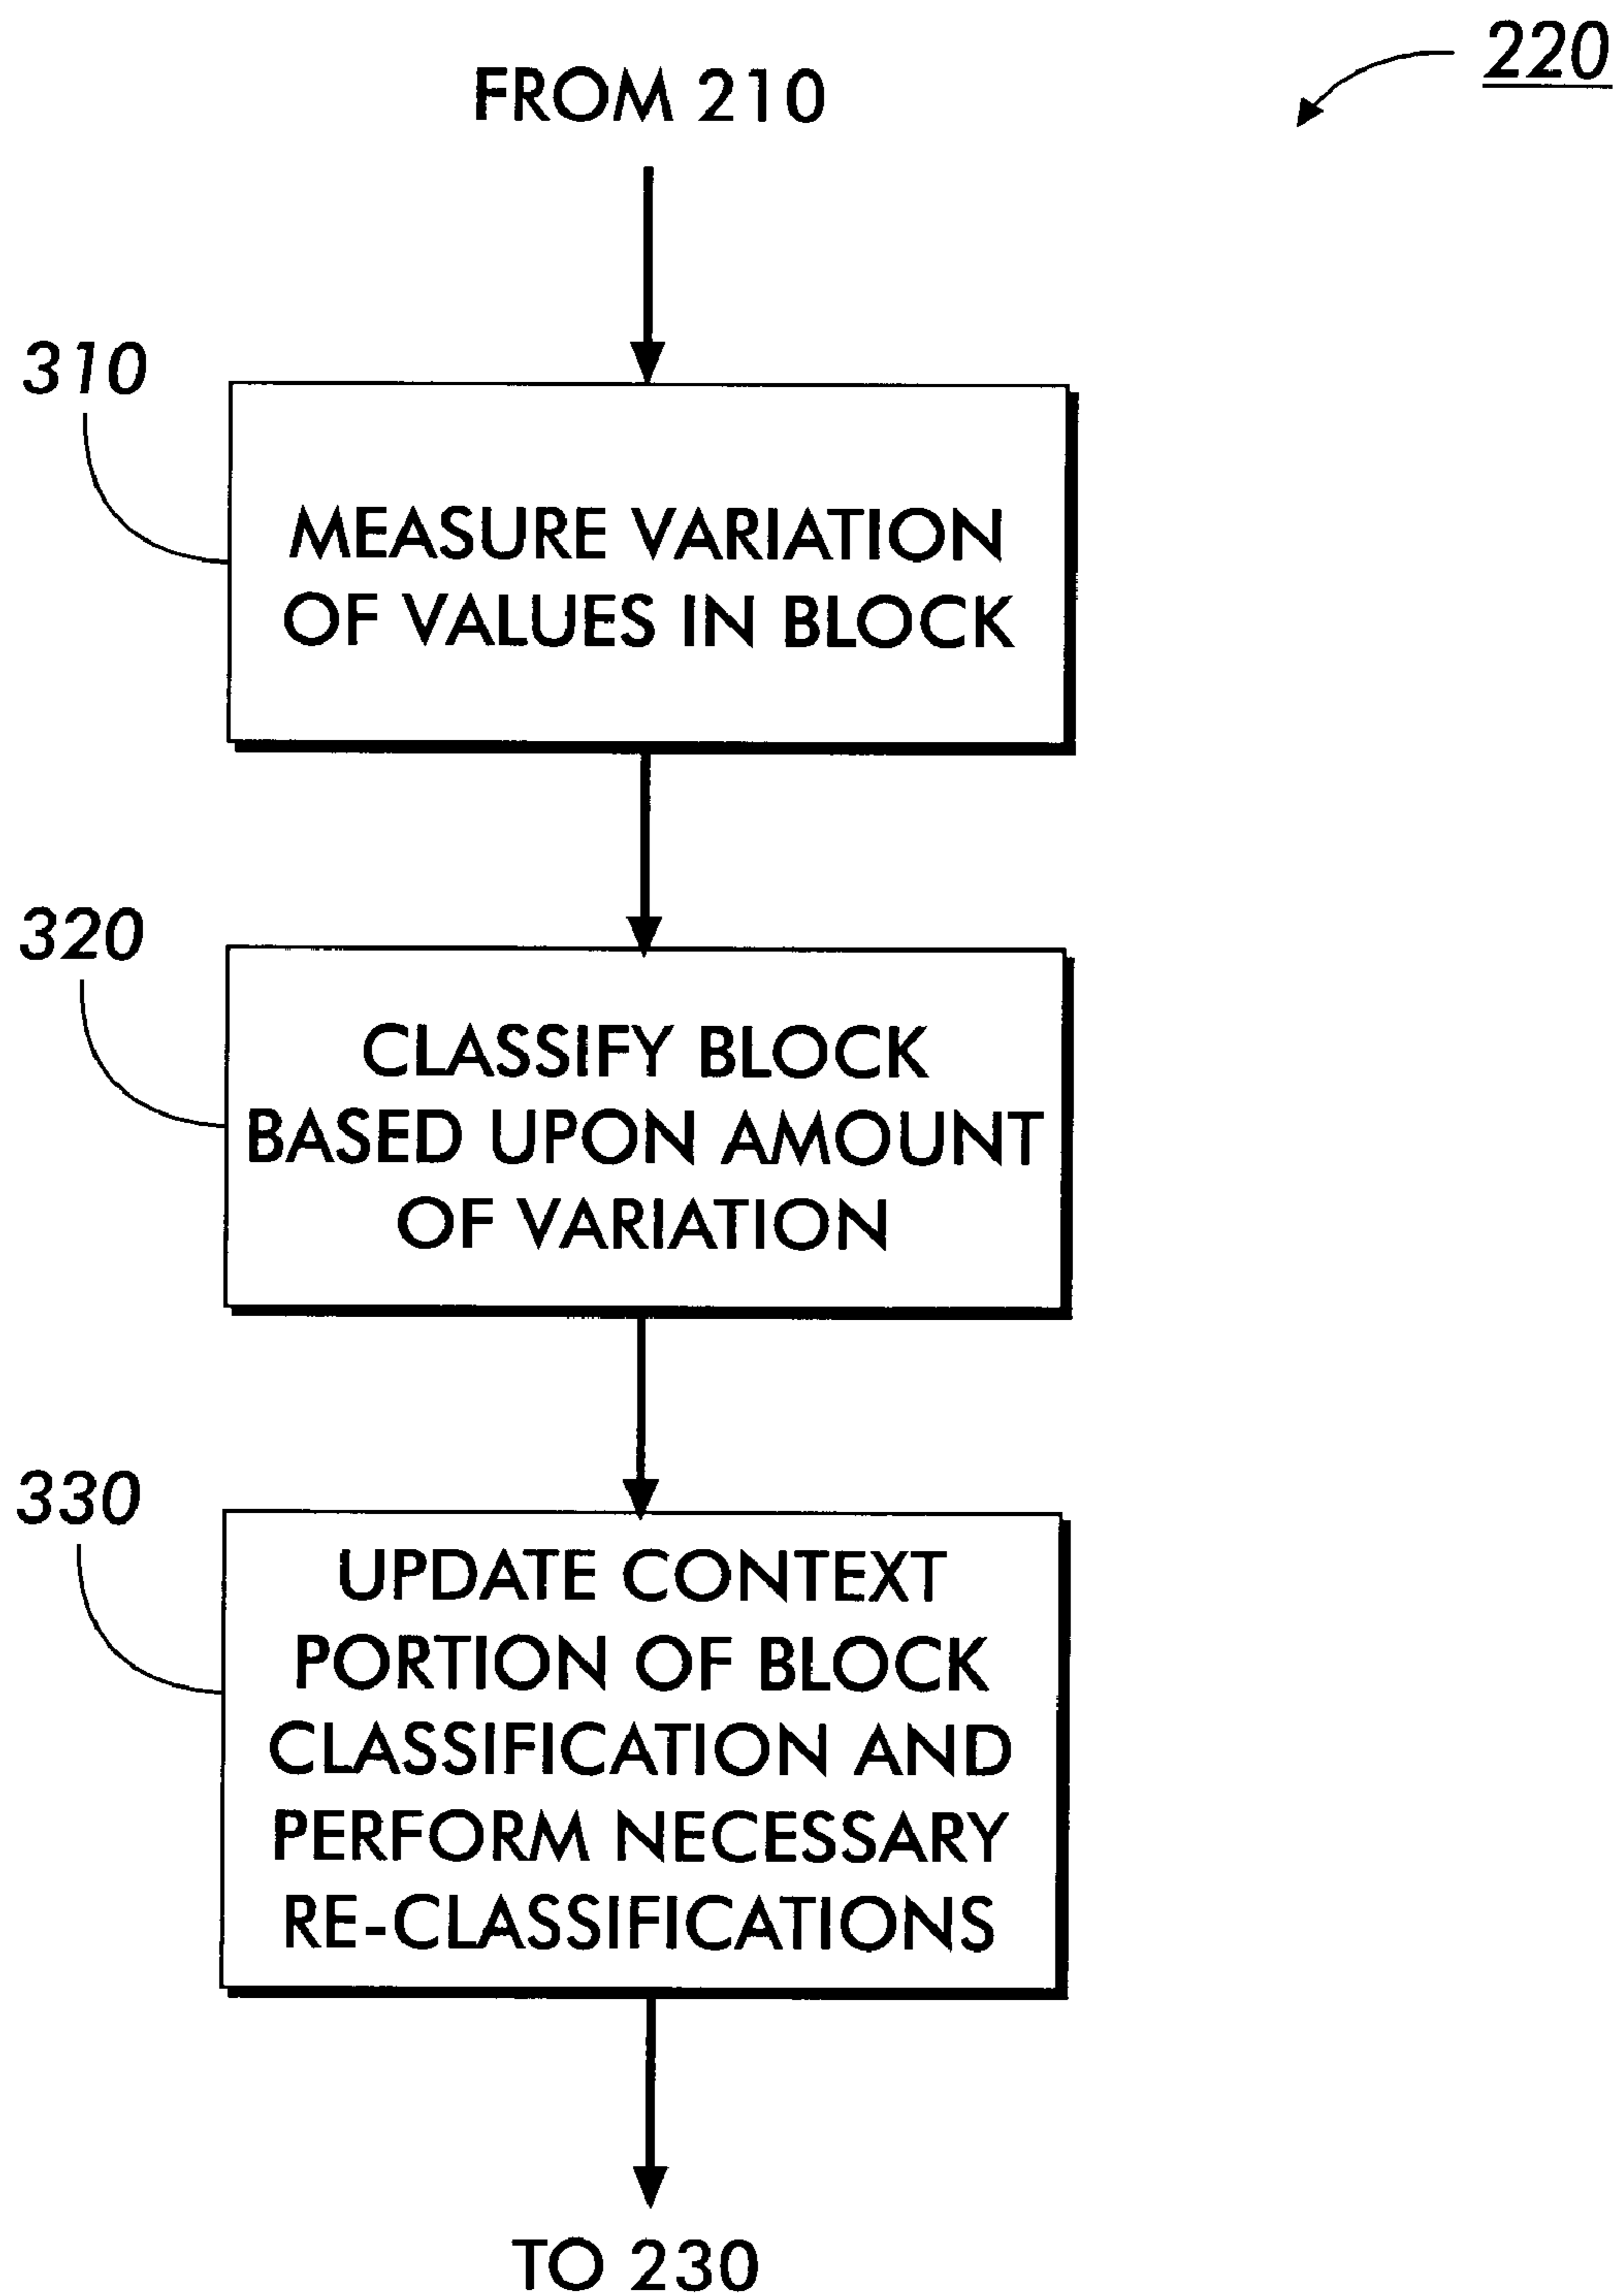 220
FROM 210
310
MEASURE VARIATION
OF VALUES IN BLOCK
320
CLASSIFY BLOCK
BASED UPON AMOUNT
OF VARIATION
330
UPDATE CONTEXT
PORTION OF BLOCK
CLASSIFICATION AND
PERFORM NECESSARY
RE-CLASSIFICATIONS
TO 230